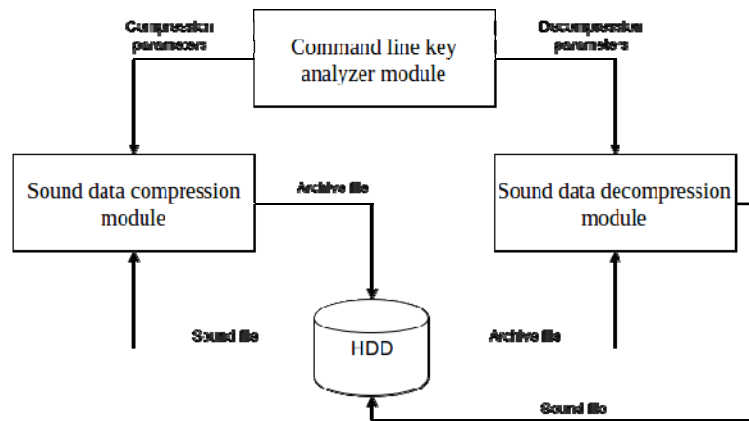 Compression
parameters
Command line key
analyzer module
Decompression
parameters
Sound data compression
module
Archive file
Sound data decompression
module
Sound file
HDD
Archive file
Sound file